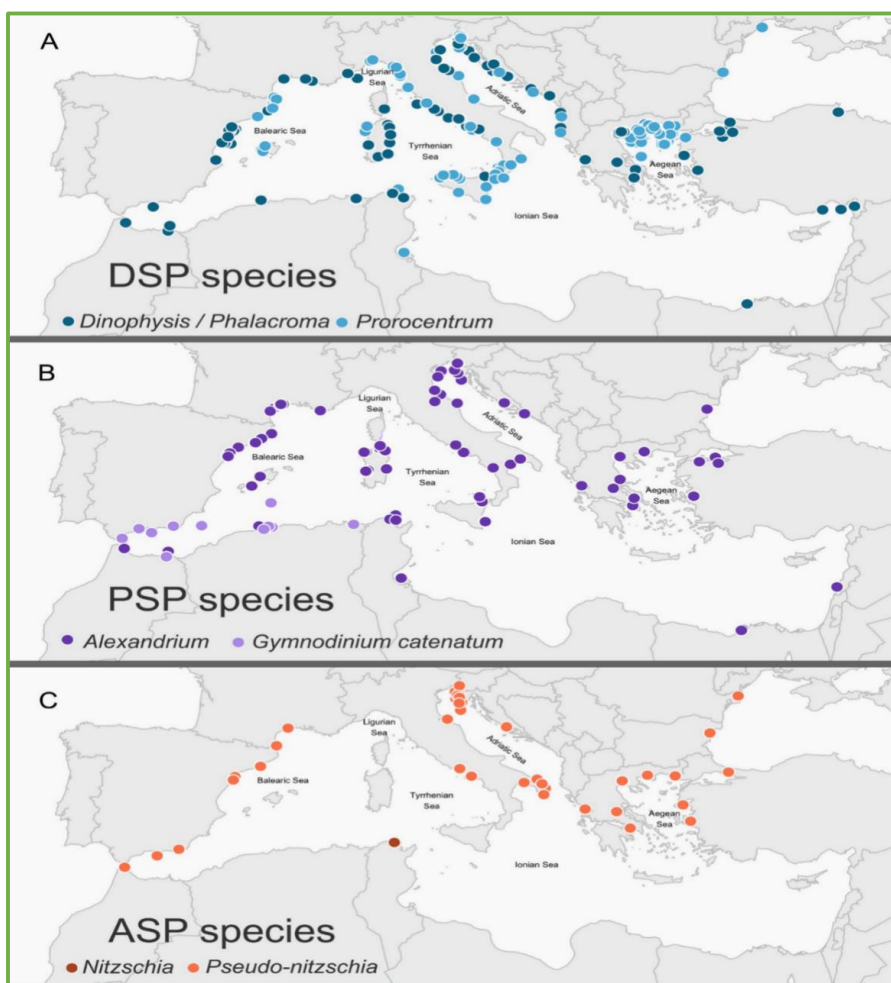 A
Ligurian
Sea
Adriatic Sea
Balearic Sea
Tyrrhenian
Sea
Aegean
Sea
Ionian Sea
DSP species
Dinophysis / Phalacroma Prorocentrum
B
Ligurian
Sea
Adriatic Sea
Balearic Sea
Tyrrhenian
Sea
Aegean
Sea
Ionian Sea
PSP species
Alexandrium Gymnodinium catenatum
C
Ligurian
Sea
Adriatic Sea
Balearic Sea
Tyrrhenian
Sea
Aegean
Sea
Ionian Sea
ASP species
Nitzschia Pseudo-nitzschia